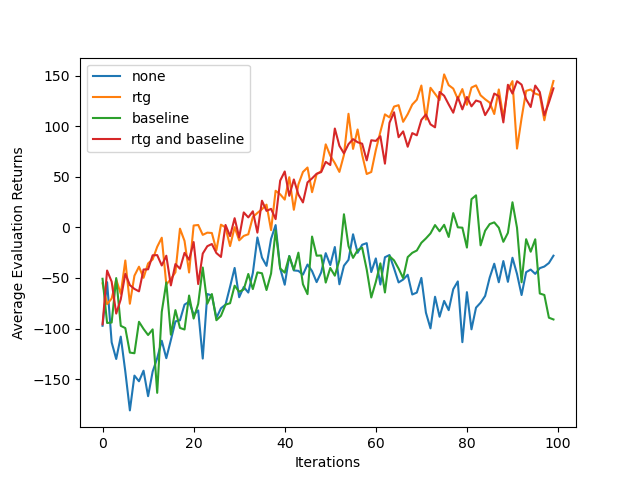 none
rtg
baseline
rtg and baseline
150
100
50
0
−50
−100
−150
Average Evaluation Returns
0 20 40 60 80 100
Iterations